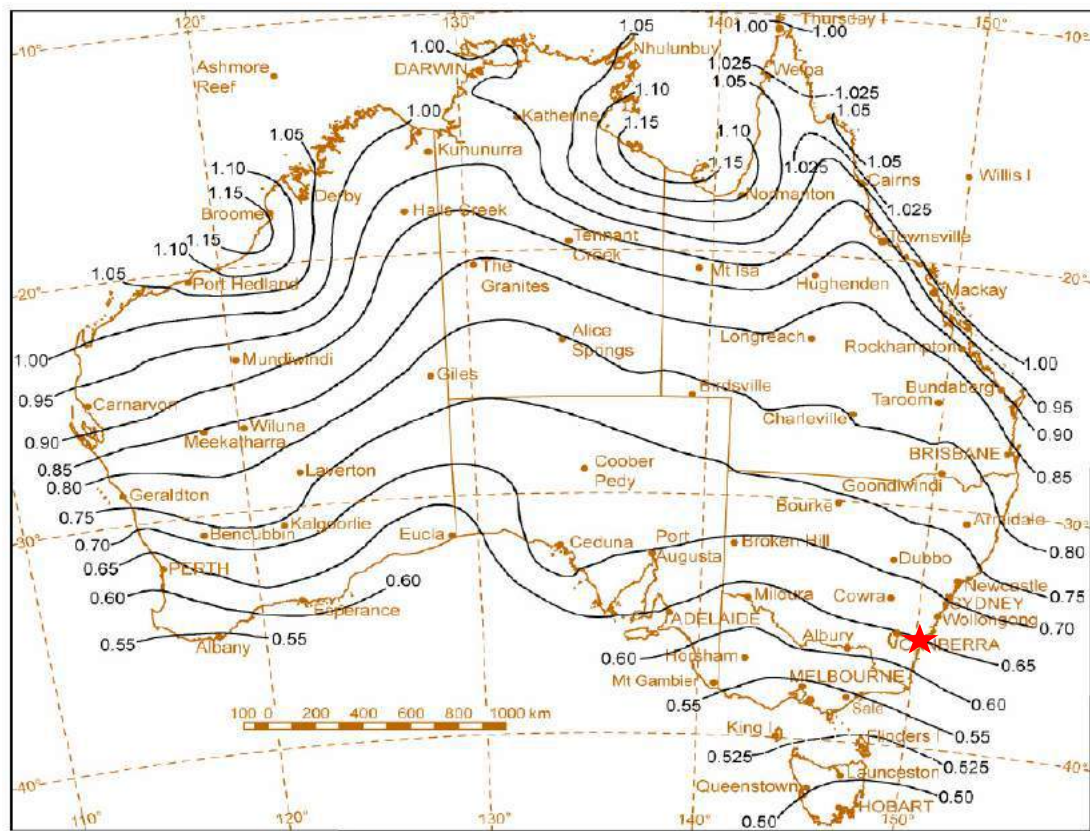 120°
130°
140°
150°
-10°
1.05
1.00
Thursday I
1.00
-10°
1.00
Nhulunbuy
DARWIN
1.025
Weipa
Ashmore
Reef
1.05
1.025
1.10
1.05
1.00
Katherine
1.15
1.10
1.05
Kununurra
1.15
1.025
1.05
1.10
Cairns
Willis I
1.15
Derby
Normanton
Broome
Halls Creek
1.025
1.15
Tennant
Creek
Townsville
1.10
The
Granites
Mt Isa
1.05
Port Hedland
Hughenden
-20°
-20°
Mackay
Alice
Springs
Longreach
Rockhampton
1.00
Mundiwindi
1.00
Giles
Birdsville
Bundaberg
0.95
Carnarvon
Taroom
0.95
Charleville
0.90
Wiluna
Meekatharra
0.90
BRISBANE
0.85
Laverton
Coober
Pedy
0.85
0.80
Goondiwindi
Geraldton
Bourke
0.75
Kalgoorlie
Armidale
-30°
0.70
Bencubbin
Eucla
Ceduna
Port
Augusta
Broken Hill
0.80
-30°
0.65
PERTH
Dubbo
0.60
0.60
Newcastle
0.75
Esperance
Mildura
Cowra
SYDNEY
0.70
Wollongong
0.55
0.55
ADELAIDE
Albury
CANBERRA
Albany
0.60
Horsham
0.65
Mt Gambier
MELBOURNE
0.60
0.55
Sale
100 0 200 400 600 800 1000 km
King I
Flinders
0.55
0.525
0.525
-40°
-40°
Launceston
Queenstown
0.50
HOBART
0.50
110°
120°
130°
140°
150°